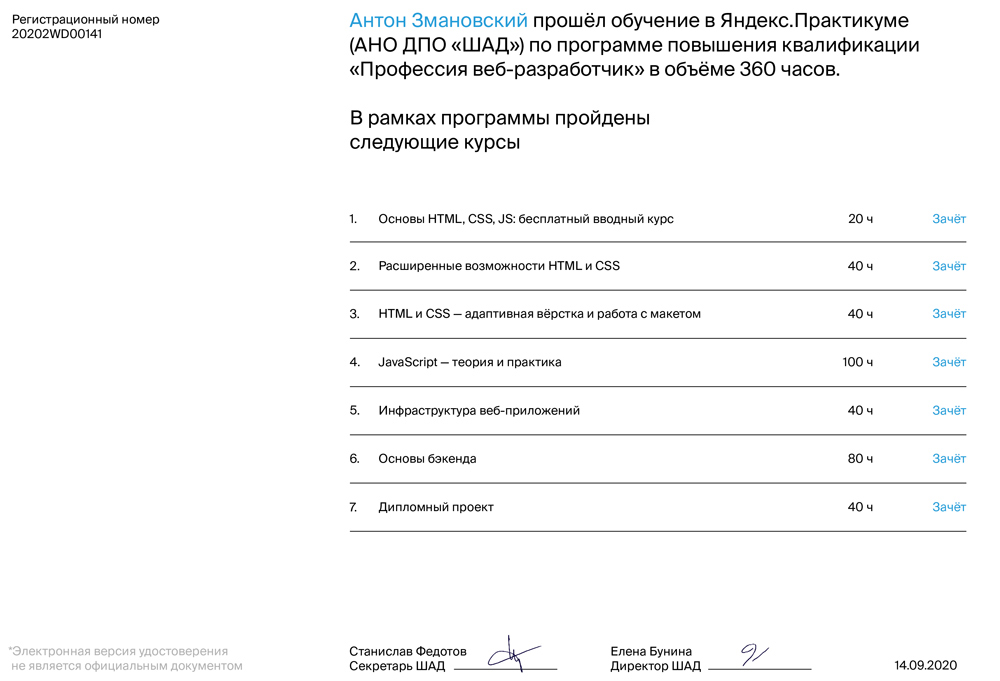 Регистрационный номер
20202WD00141
Антон Змановский прошёл обучение в Яндекс.Практикуме
(АНО ДПО «ШАД») по программе повышения квалификации
«Профессия веб-разработчик» в объёме 360 часов.
В рамках программы пройдены
следующие курсы
1. Основы HTML, CSS, JS: бесплатный вводный курс 20 ч Зачёт
2. Расширенные возможности HTML и CSS 40 ч Зачёт
3. HTML и CSS — адаптивная вёрстка и работа с макетом 40 ч Зачёт
4. JavaScript — теория и практика 100 ч Зачёт
5. Инфраструктура веб-приложений 40 ч Зачёт
6. Основы бэкенда 80 ч Зачёт
7. Дипломный проект 40 ч Зачёт
*Электронная версия удостоверения
не является официальным документом
Станислав Федотов
Секретарь ШАД
Елена Бунина
Директор ШАД
14.09.2020